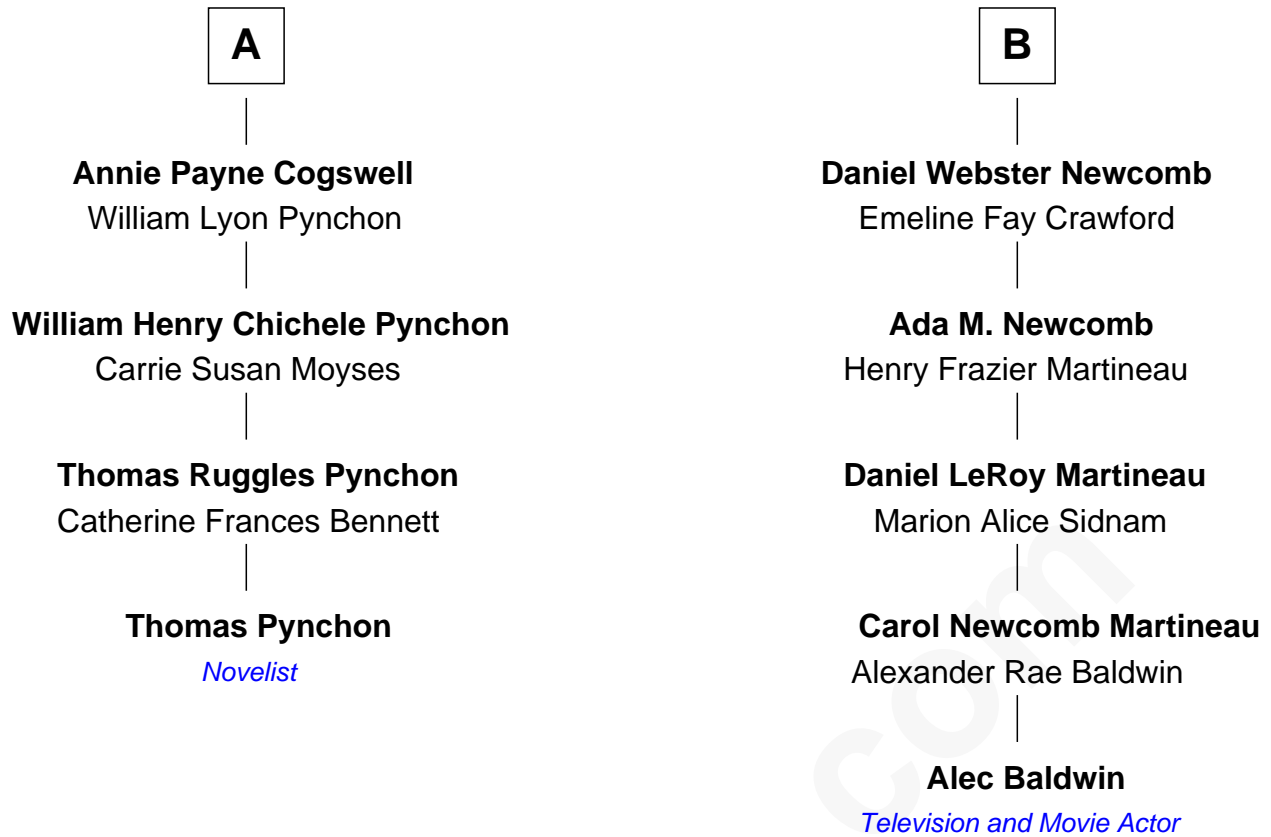 A
Annie Payne Cogswell
William Lyon Pynchon
William Henry Chichele Pynchon
Carrie Susan Moyses
Thomas Ruggles Pynchon
Catherine Frances Bennett
Thomas Pynchon
Novelist
B
Daniel Webster Newcomb
Emeline Fay Crawford
Ada M. Newcomb
Henry Frazier Martineau
Daniel LeRoy Martineau
Marion Alice Sidnam
Carol Newcomb Martineau
Alexander Rae Baldwin
Alec Baldwin
Television and Movie Actor
com